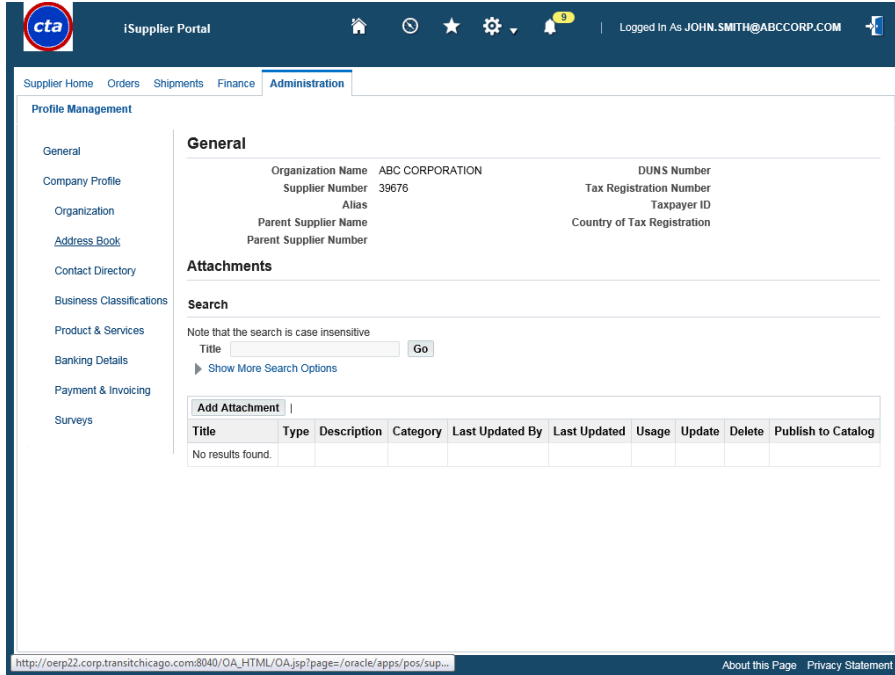 cta
iSupplier Portal
9
| Logged In As JOHN.SMITH@ABCCORP.COM
Supplier Home Orders Shipments Finance Administration
Profile Management
General
Company Profile
Organization
Address Book
Contact Directory
Business Classifications
Product & Services
Banking Details
Payment & Invoicing
Surveys
General
Organization Name ABC CORPORATION DUNS Number
Supplier Number 39676 Tax Registration Number
Alias Taxpayer ID
Parent Supplier Name Country of Tax Registration
Parent Supplier Number
Attachments
Search
Note that the search is case insensitive
Title Go
Show More Search Options
Add Attachment |
Title Type Description Category Last Updated By Last Updated Usage Update Delete Publish to Catalog
No results found.
http://oerp22.corp.transitchicago.com:8040/OA_HTML/OA.jsp?page=/oracle/apps/pos/sup...
About this Page Privacy Statement